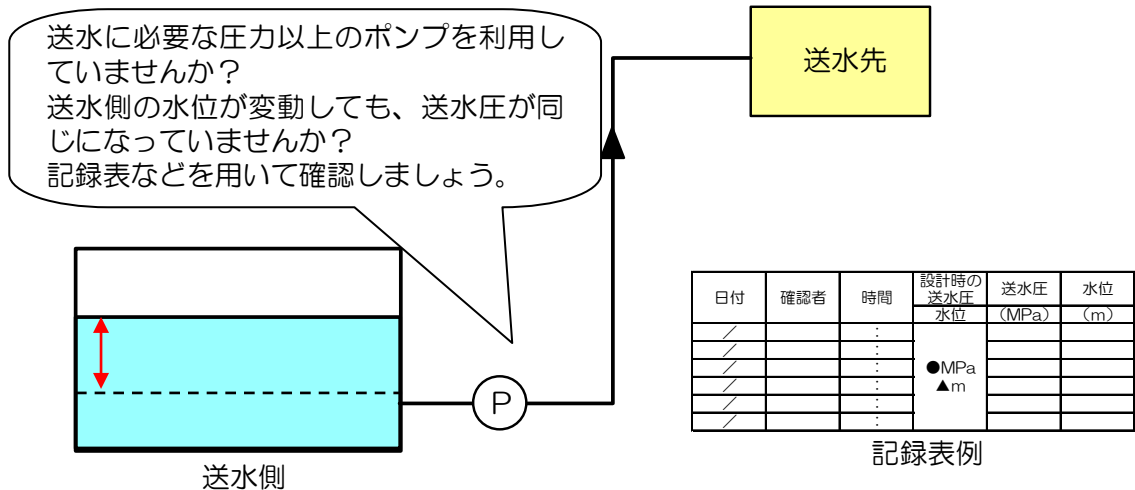 送水に必要な圧力以上のポンプを利用し
ていませんか？
送水側の水位が変動しても、送水圧が同
じになっていませんか？
記録表などを用いて確認しましょう。
送水先
P
送水側
日付 確認者 時間 設計時の送水圧 送水圧 水位
水位 （MPa） （m）
／ ：
／ ：
／ ：
／ ：
／ ：
／ ：
●MPa
▲m
記録表例